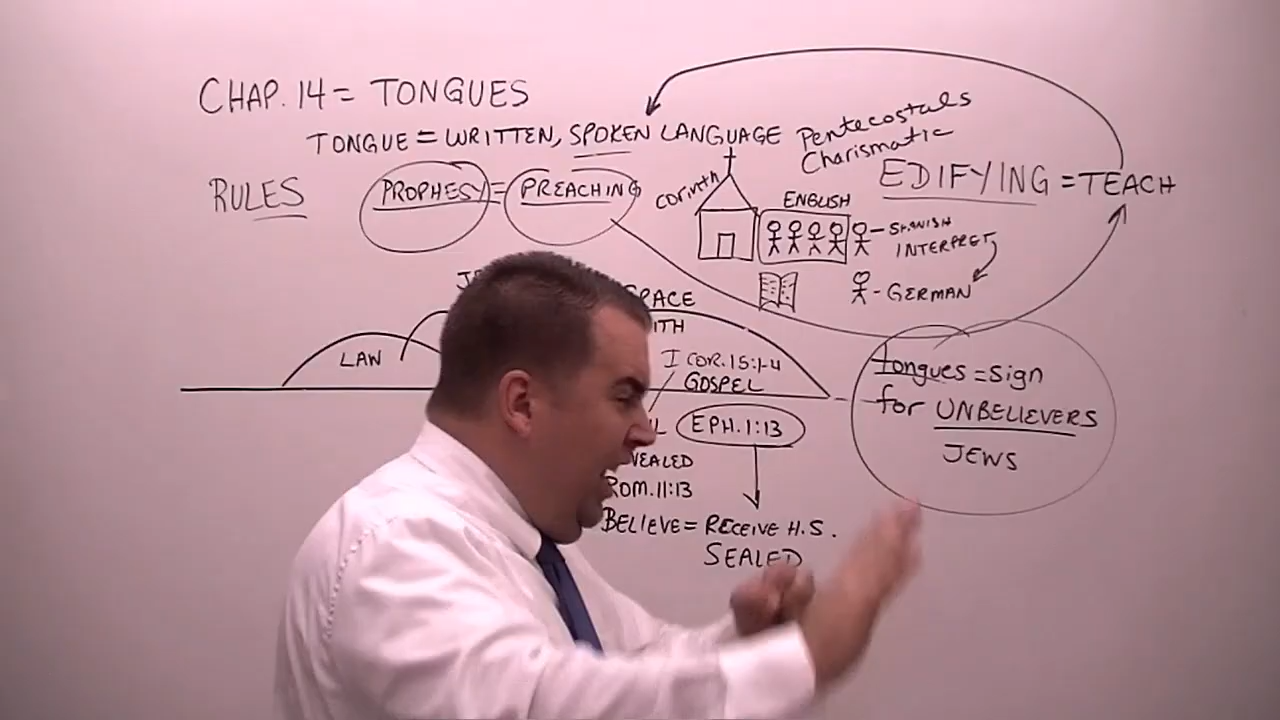 CHAP. 14 = TONGUES
TONGUE = WRITTEN, SPOKEN LANGUAGE
Pentecostals
Charismatic
RULES
PROPHESY = PREACHING
EDIFYING = TEACH
corinth
ENGLISH
- SPANISH
INTERPRET
- GERMAN
LAW
I COR. 15:1-4
GOSPEL
EPH. 1:13
ROM. 11:13
BELIEVE = RECEIVE H.S.
SEALED
tongues = sign
for UNBELIEVERS
JEWS